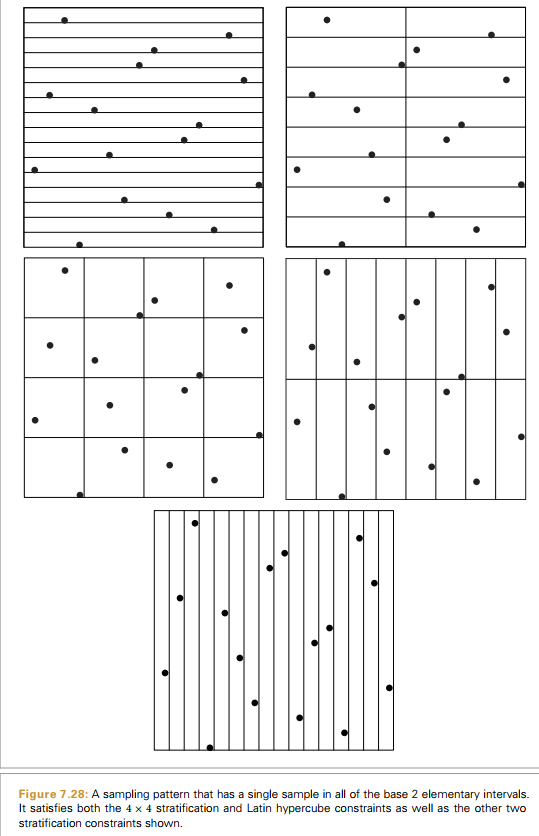 Figure 7.28: A sampling pattern that has a single sample in all of the base 2 elementary intervals.
It satisfies both the 4 × 4 stratification and Latin hypercube constraints as well as the other two
stratification constraints shown.